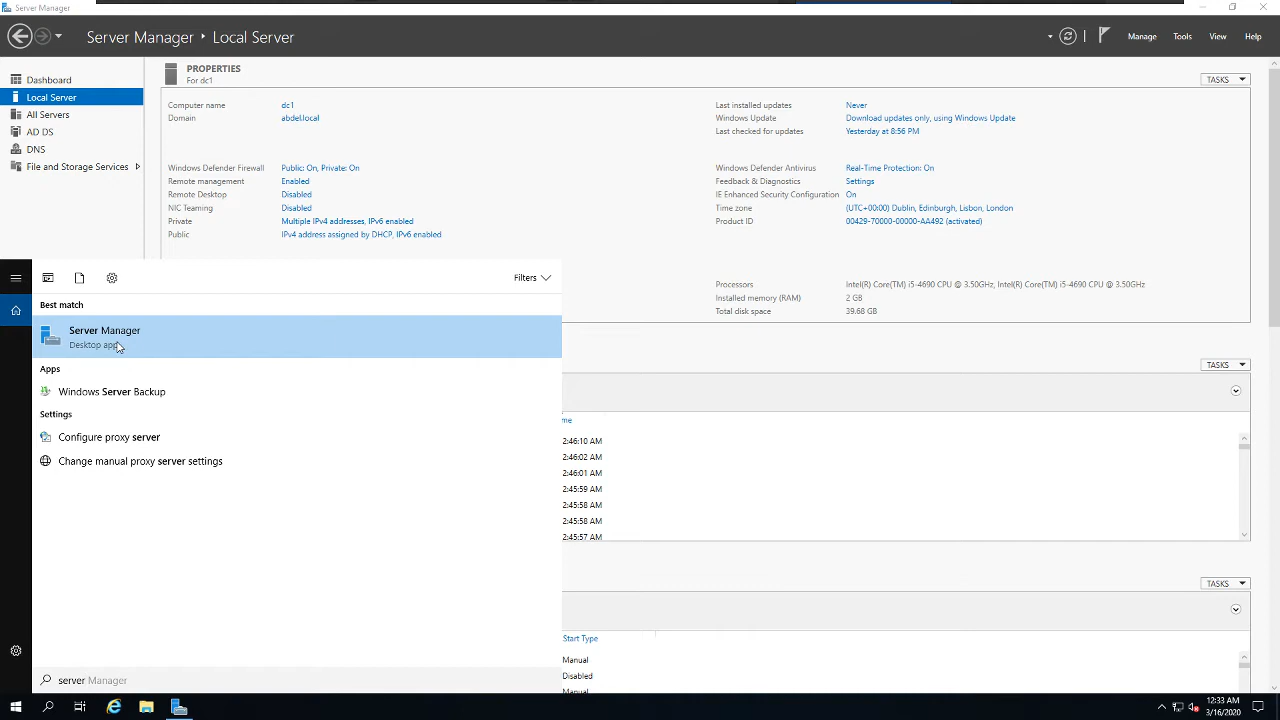 Server Manager
Server Manager
Local Server
Manage
Tools
View
Help
Dashboard
Local Server
All Servers
AD DS
DNS
File and Storage Services
PROPERTIES
For dc1
TASKS
Computer name
dc1
Domain
abdel.local
Windows Defender Firewall
Public: On, Private: On
Remote management
Enabled
Remote Desktop
Disabled
NIC Teaming
Disabled
Private
Multiple IPv4 addresses, IPv6 enabled
Public
IPv4 address assigned by DHCP, IPv6 enabled
Last installed updates
Never
Windows Update
Download updates only, using Windows Update
Last checked for updates
Yesterday at 8:56 PM
Windows Defender Antivirus
Real-Time Protection: On
Feedback & Diagnostics
Settings
IE Enhanced Security Configuration
On
Time zone
(UTC+00:00) Dublin, Edinburgh, Lisbon, London
Product ID
00429-70000-00000-AA492 (activated)
Processors
Intel(R) Core(TM) i5-4690 CPU @ 3.50GHz, Intel(R) Core(TM) i5-4690 CPU @ 3.50GHz
Installed memory (RAM)
2 GB
Total disk space
39.68 GB
Filters
Best match
Server Manager
Desktop app
Apps
Windows Server Backup
Settings
Configure proxy server
Change manual proxy server settings
server Manager
TASKS
me
2:46:10 AM
2:46:02 AM
2:46:01 AM
2:45:59 AM
2:45:58 AM
2:45:58 AM
2:45:57 AM
TASKS
Start Type
Manual
Disabled
Manual
12:33 AM
3/16/2020